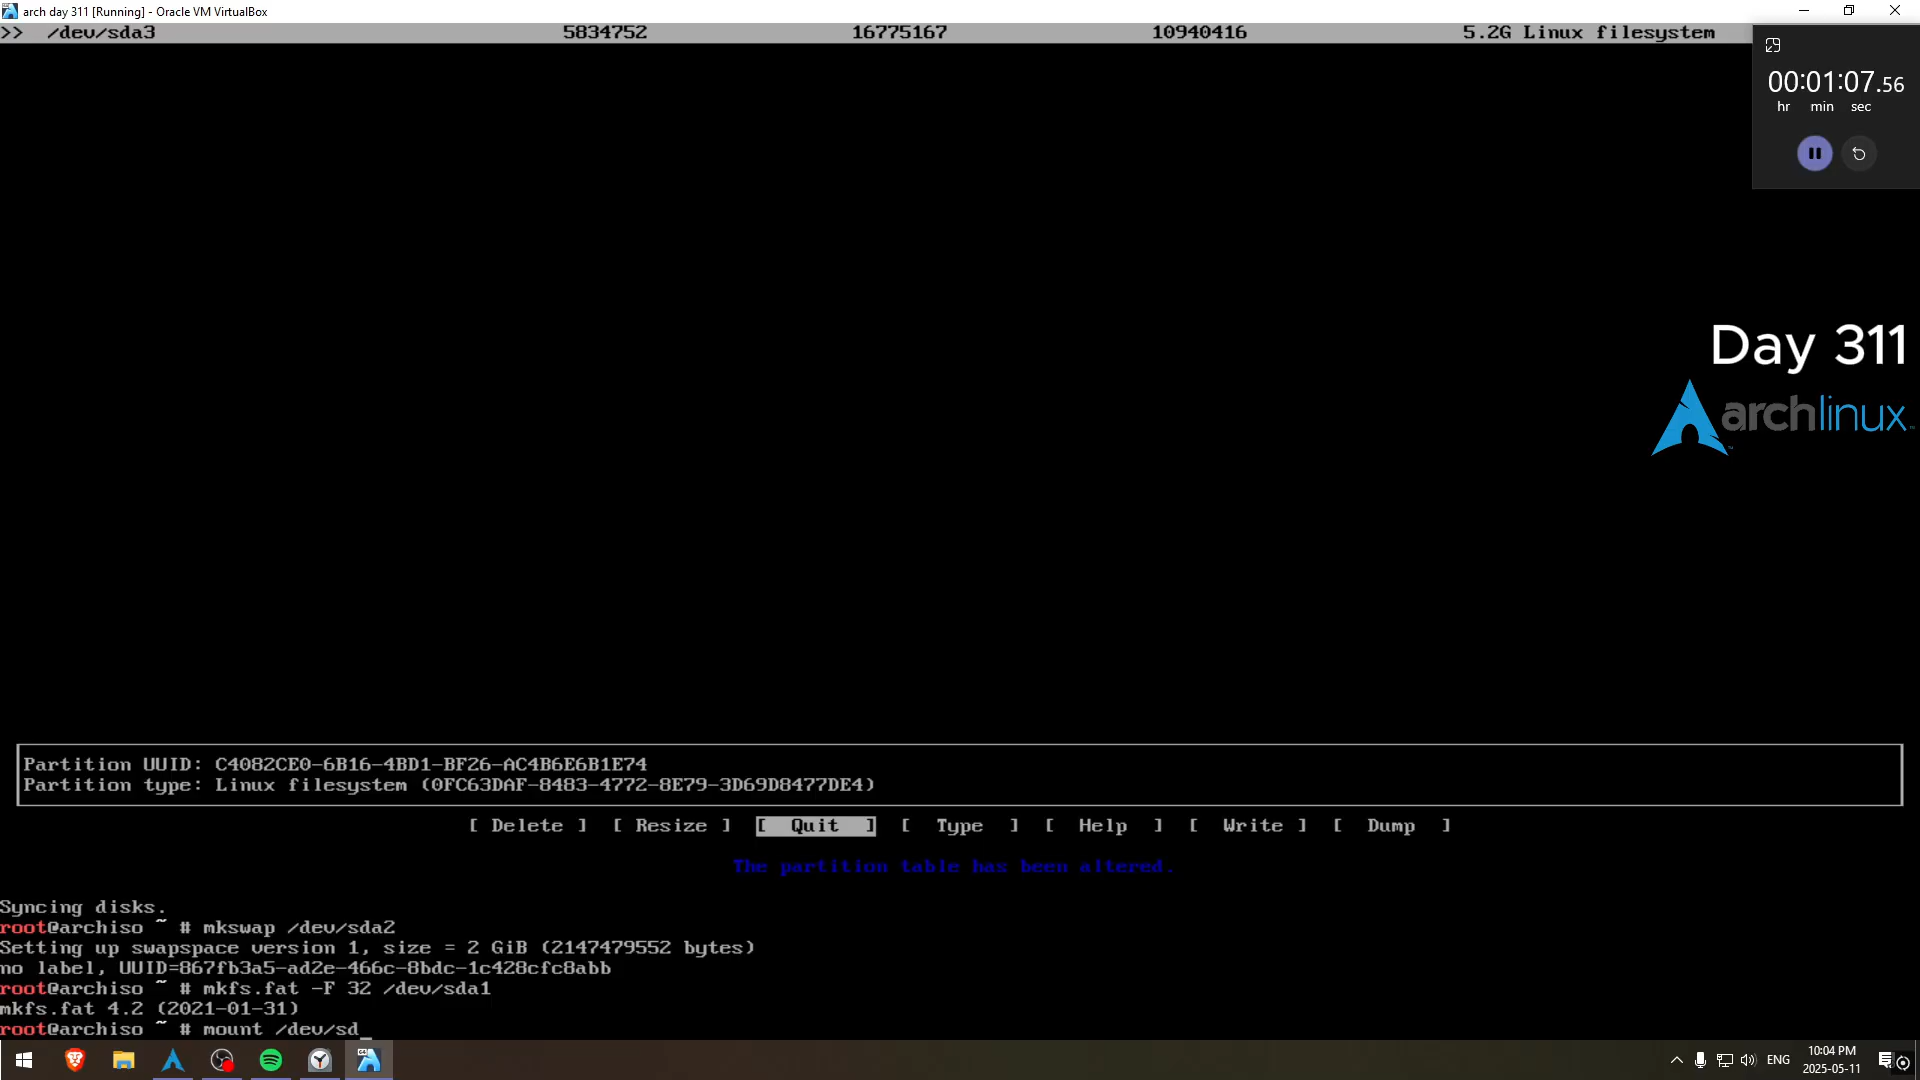 arch day 311 [Running] - Oracle VM VirtualBox
>> /dev/sda3 5834752 16775167 10940416 5.2G Linux filesystem
00:01:07.56
hr min sec
Day 311
archlinux
Partition UUID: C4082CE0-6B16-4BD1-BF26-AC4B6E6B1E74
Partition type: Linux filesystem (0FC63DAF-8483-4772-8E79-3D69D8477DE4)
[ Delete ] [ Resize ] [ Quit ] [ Type ] [ Help ] [ Write ] [ Dump ]
The partition table has been altered.
Syncing disks.
root@archiso ~ # mkswap /dev/sda2
Setting up swapspace version 1, size = 2 GiB (2147479552 bytes)
no label, UUID=867fb3a5-ad2e-466c-8bdc-1c428cfc8abb
root@archiso ~ # mkfs.fat -F 32 /dev/sda1
mkfs.fat 4.2 (2021-01-31)
root@archiso ~ # mount /dev/sd_
ENG
10:04 PM
2025-05-11